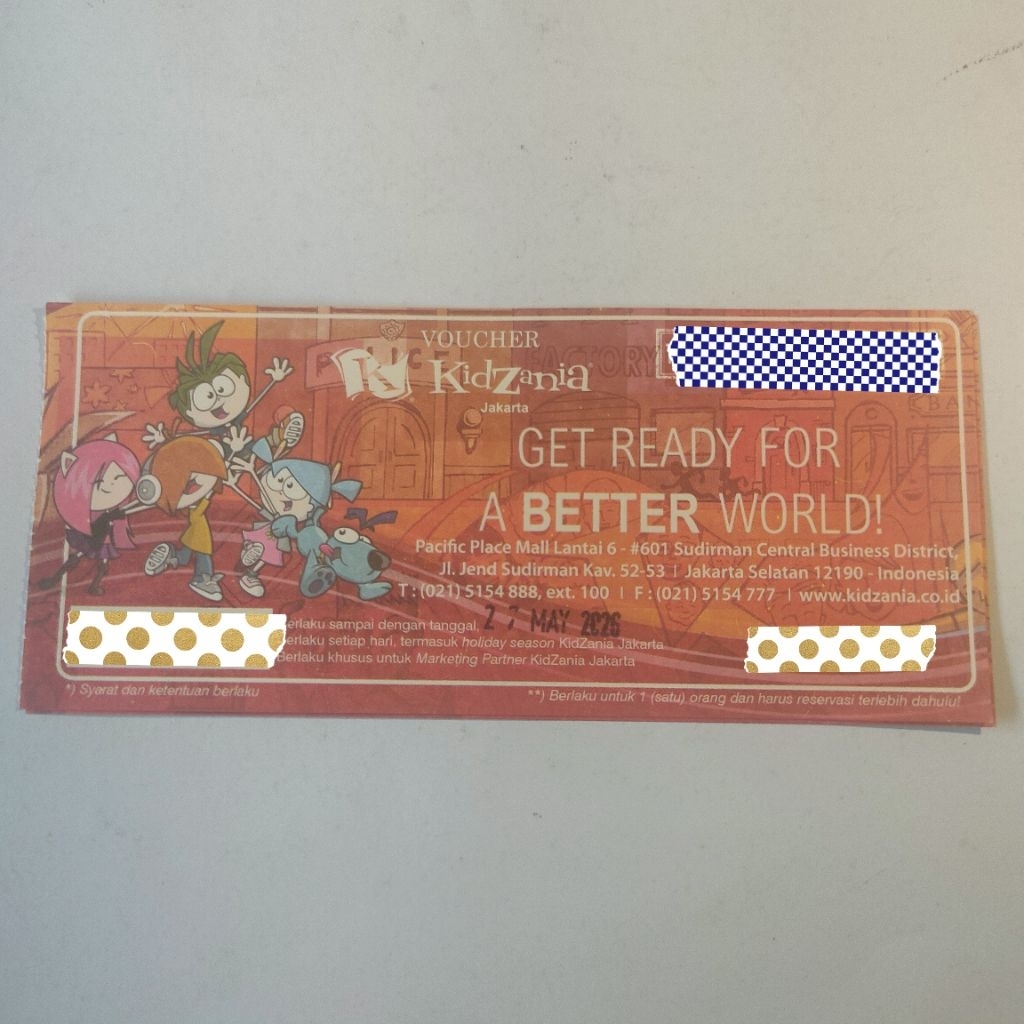 VOUCHER
KidZania
Jakarta
POLICE
FACTORY
GET READY FOR
A BETTER WORLD!
Pacific Place Mall Lantai 6 - #601 Sudirman Central Business District,
Jl. Jend Sudirman Kav. 52-53 | Jakarta Selatan 12190 - Indonesia
T : (021) 5154 888, ext. 100 | F : (021) 5154 777 | www.kidzania.co.id
erlaku sampai dengan tanggal, 27 MAY 2026
erlaku setiap hari, termasuk holiday season KidZania Jakarta
Berlaku khusus untuk Marketing Partner KidZania Jakarta
*) Syarat dan ketentuan berlaku
**) Berlaku untuk 1 (satu) orang dan harus reservasi terlebih dahulu!